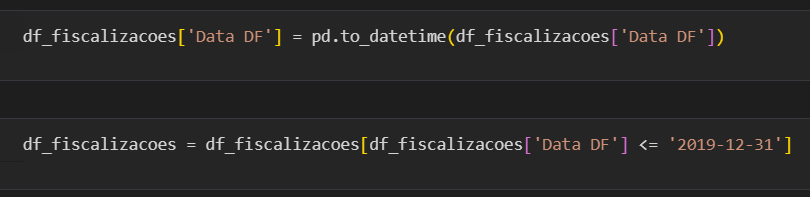 df_fiscalizacoes['Data DF'] = pd.to_datetime(df_fiscalizacoes['Data DF'])
df_fiscalizacoes = df_fiscalizacoes[df_fiscalizacoes['Data DF'] <= '2019-12-31']